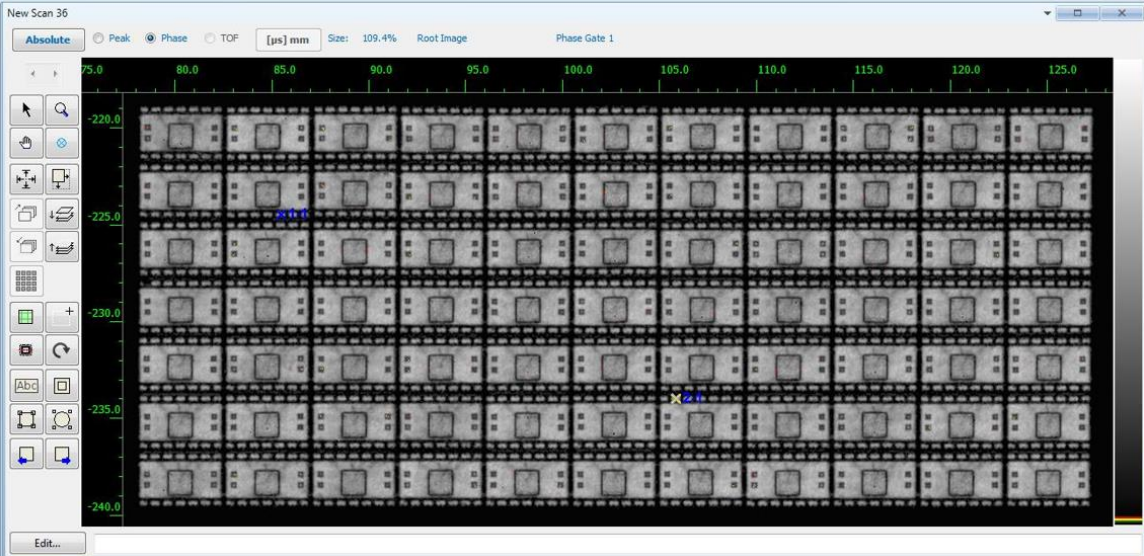 New Scan 36
Absolute Peak Phase TOF [µs] mm Size: 109.4% Root Image Phase Gate 1
75.0 80.0 85.0 90.0 95.0 100.0 105.0 110.0 115.0 120.0 125.0
-220.0
-225.0
-230.0
-235.0
-240.0
Abc
Edit...